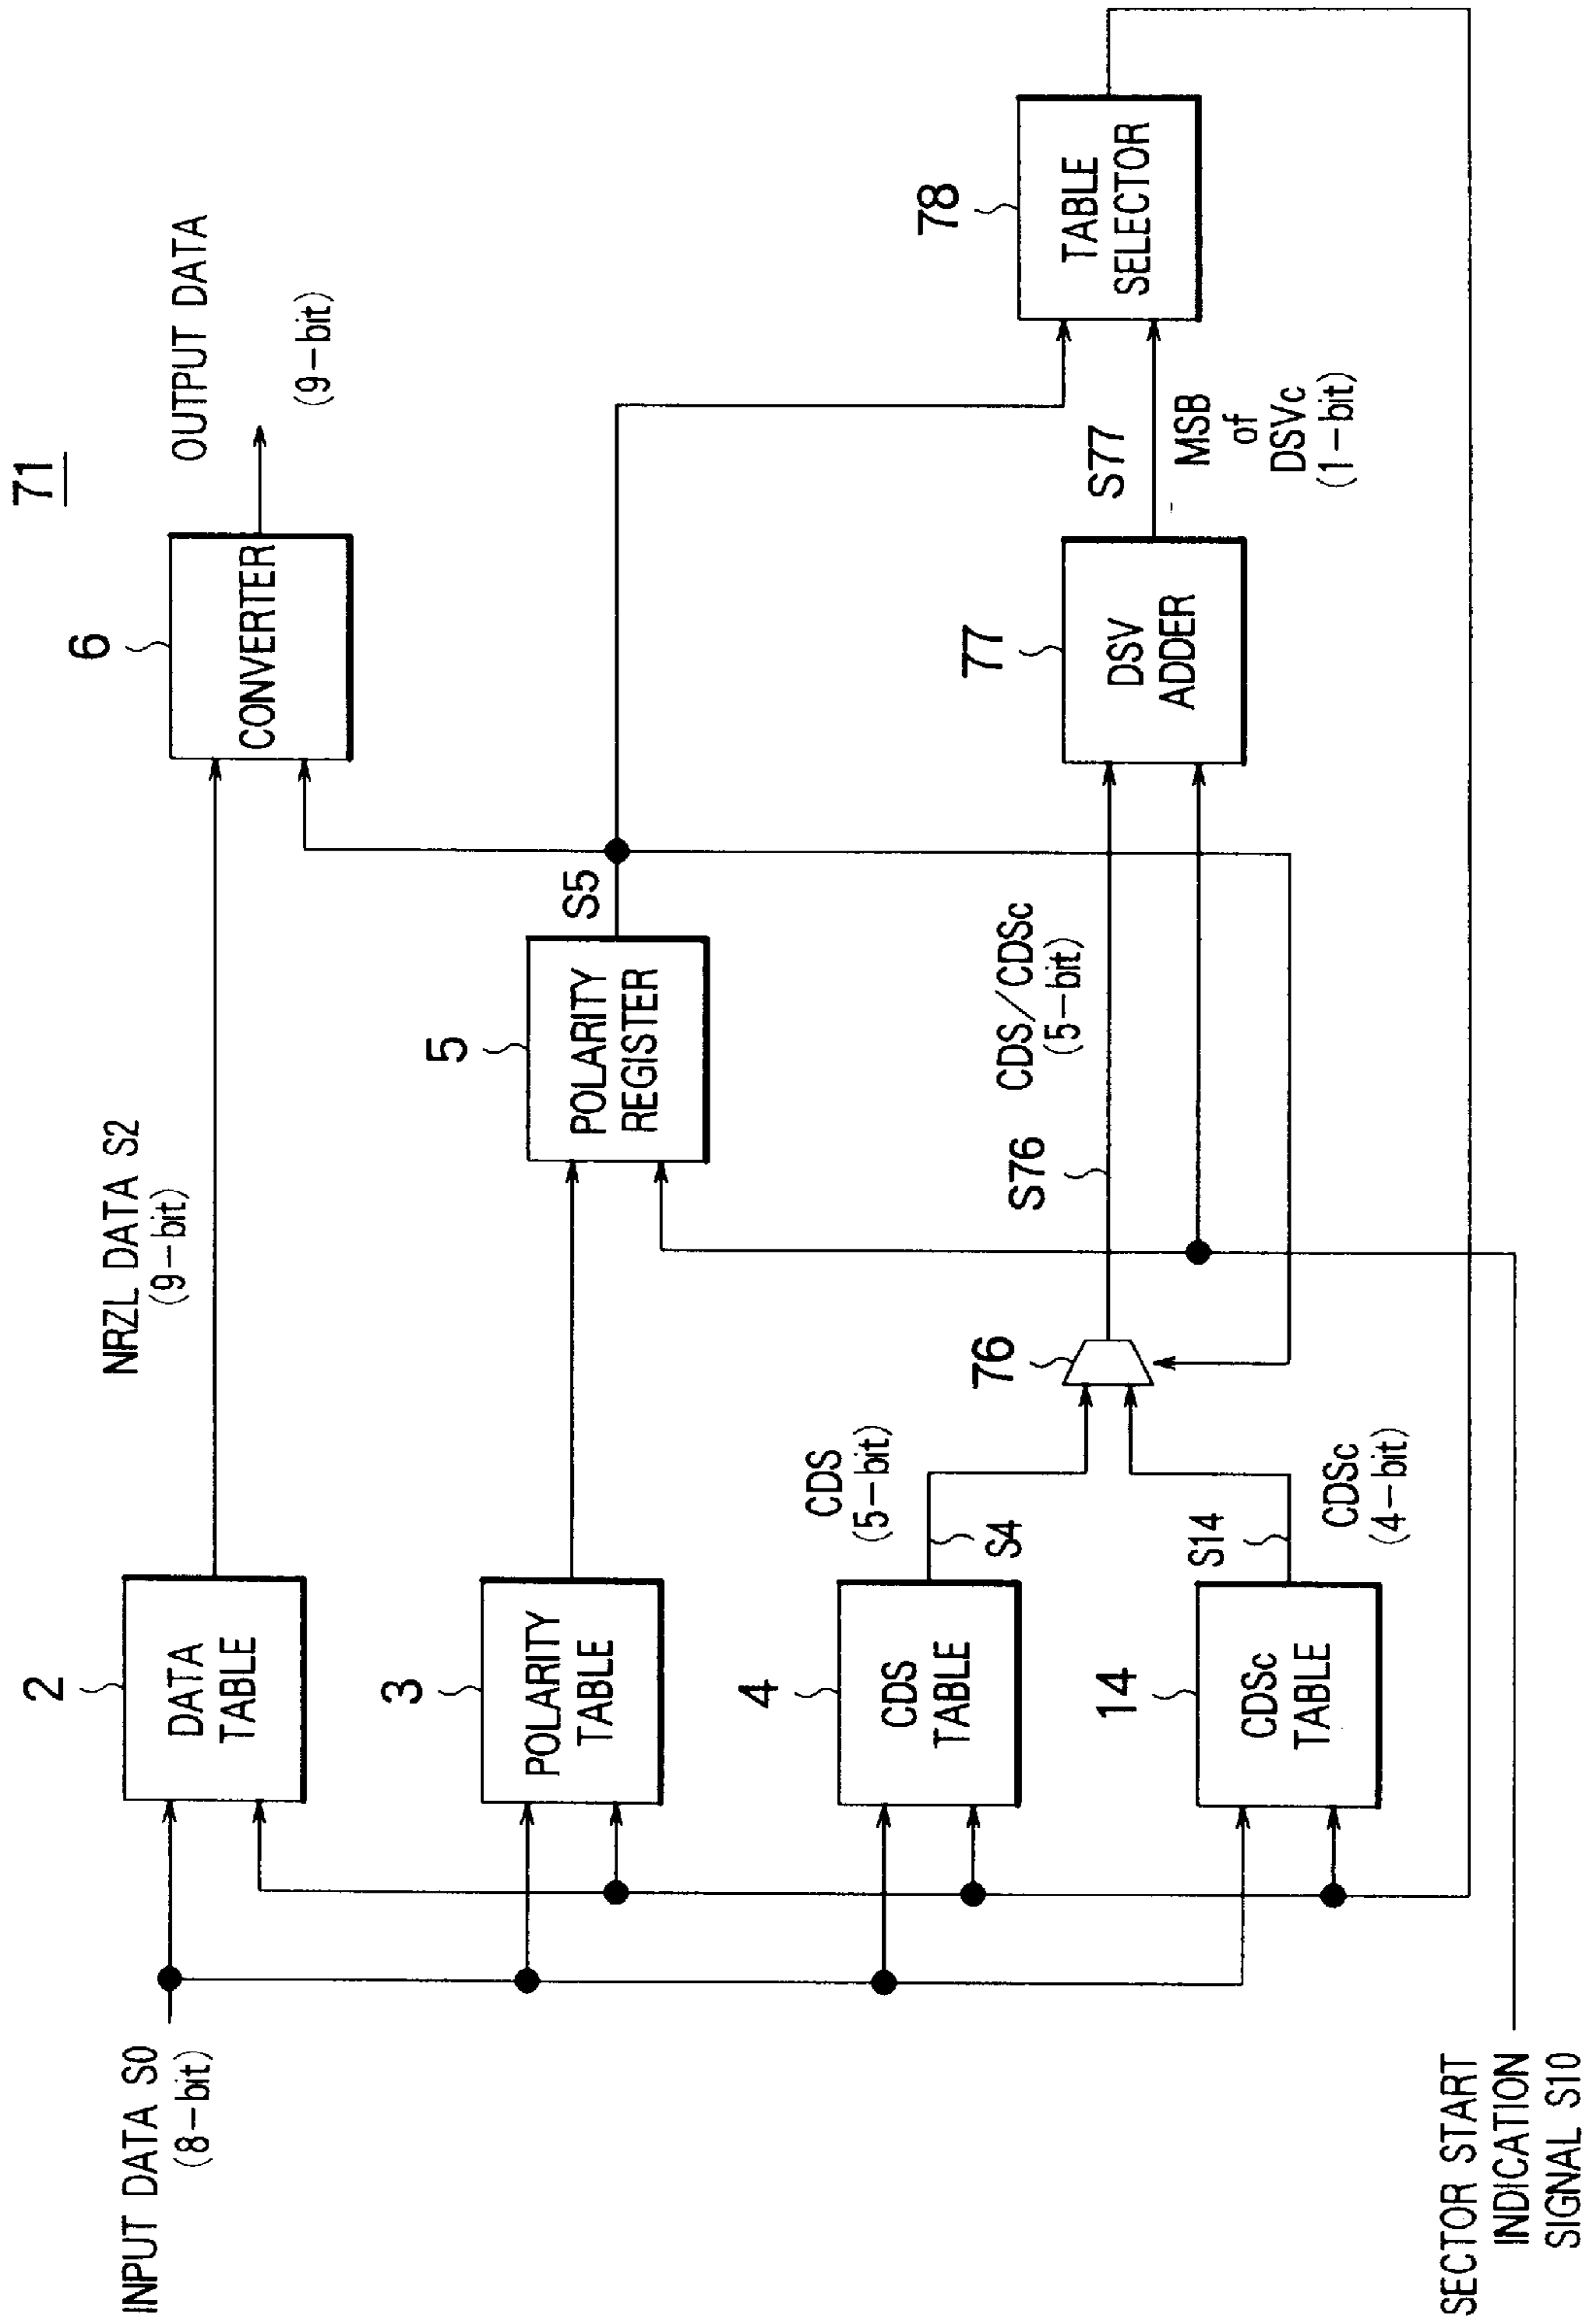 71
INPUT DATA S0
(8-bit)
2
DATA
TABLE
NRZL DATA S2
(9-bit)
6
CONVERTER
OUTPUT DATA
(9-bit)
3
POLARITY
TABLE
5
POLARITY
REGISTER
S5
4
CDS
TABLE
S4
CDS
(5-bit)
14
CDSc
TABLE
S14
CDSc
(4-bit)
76
S76
CDS/CDSc
(5-bit)
77
DSV
ADDER
S77
MSB
of
DSVc
(1-bit)
78
TABLE
SELECTOR
SECTOR START
INDICATION
SIGNAL S10